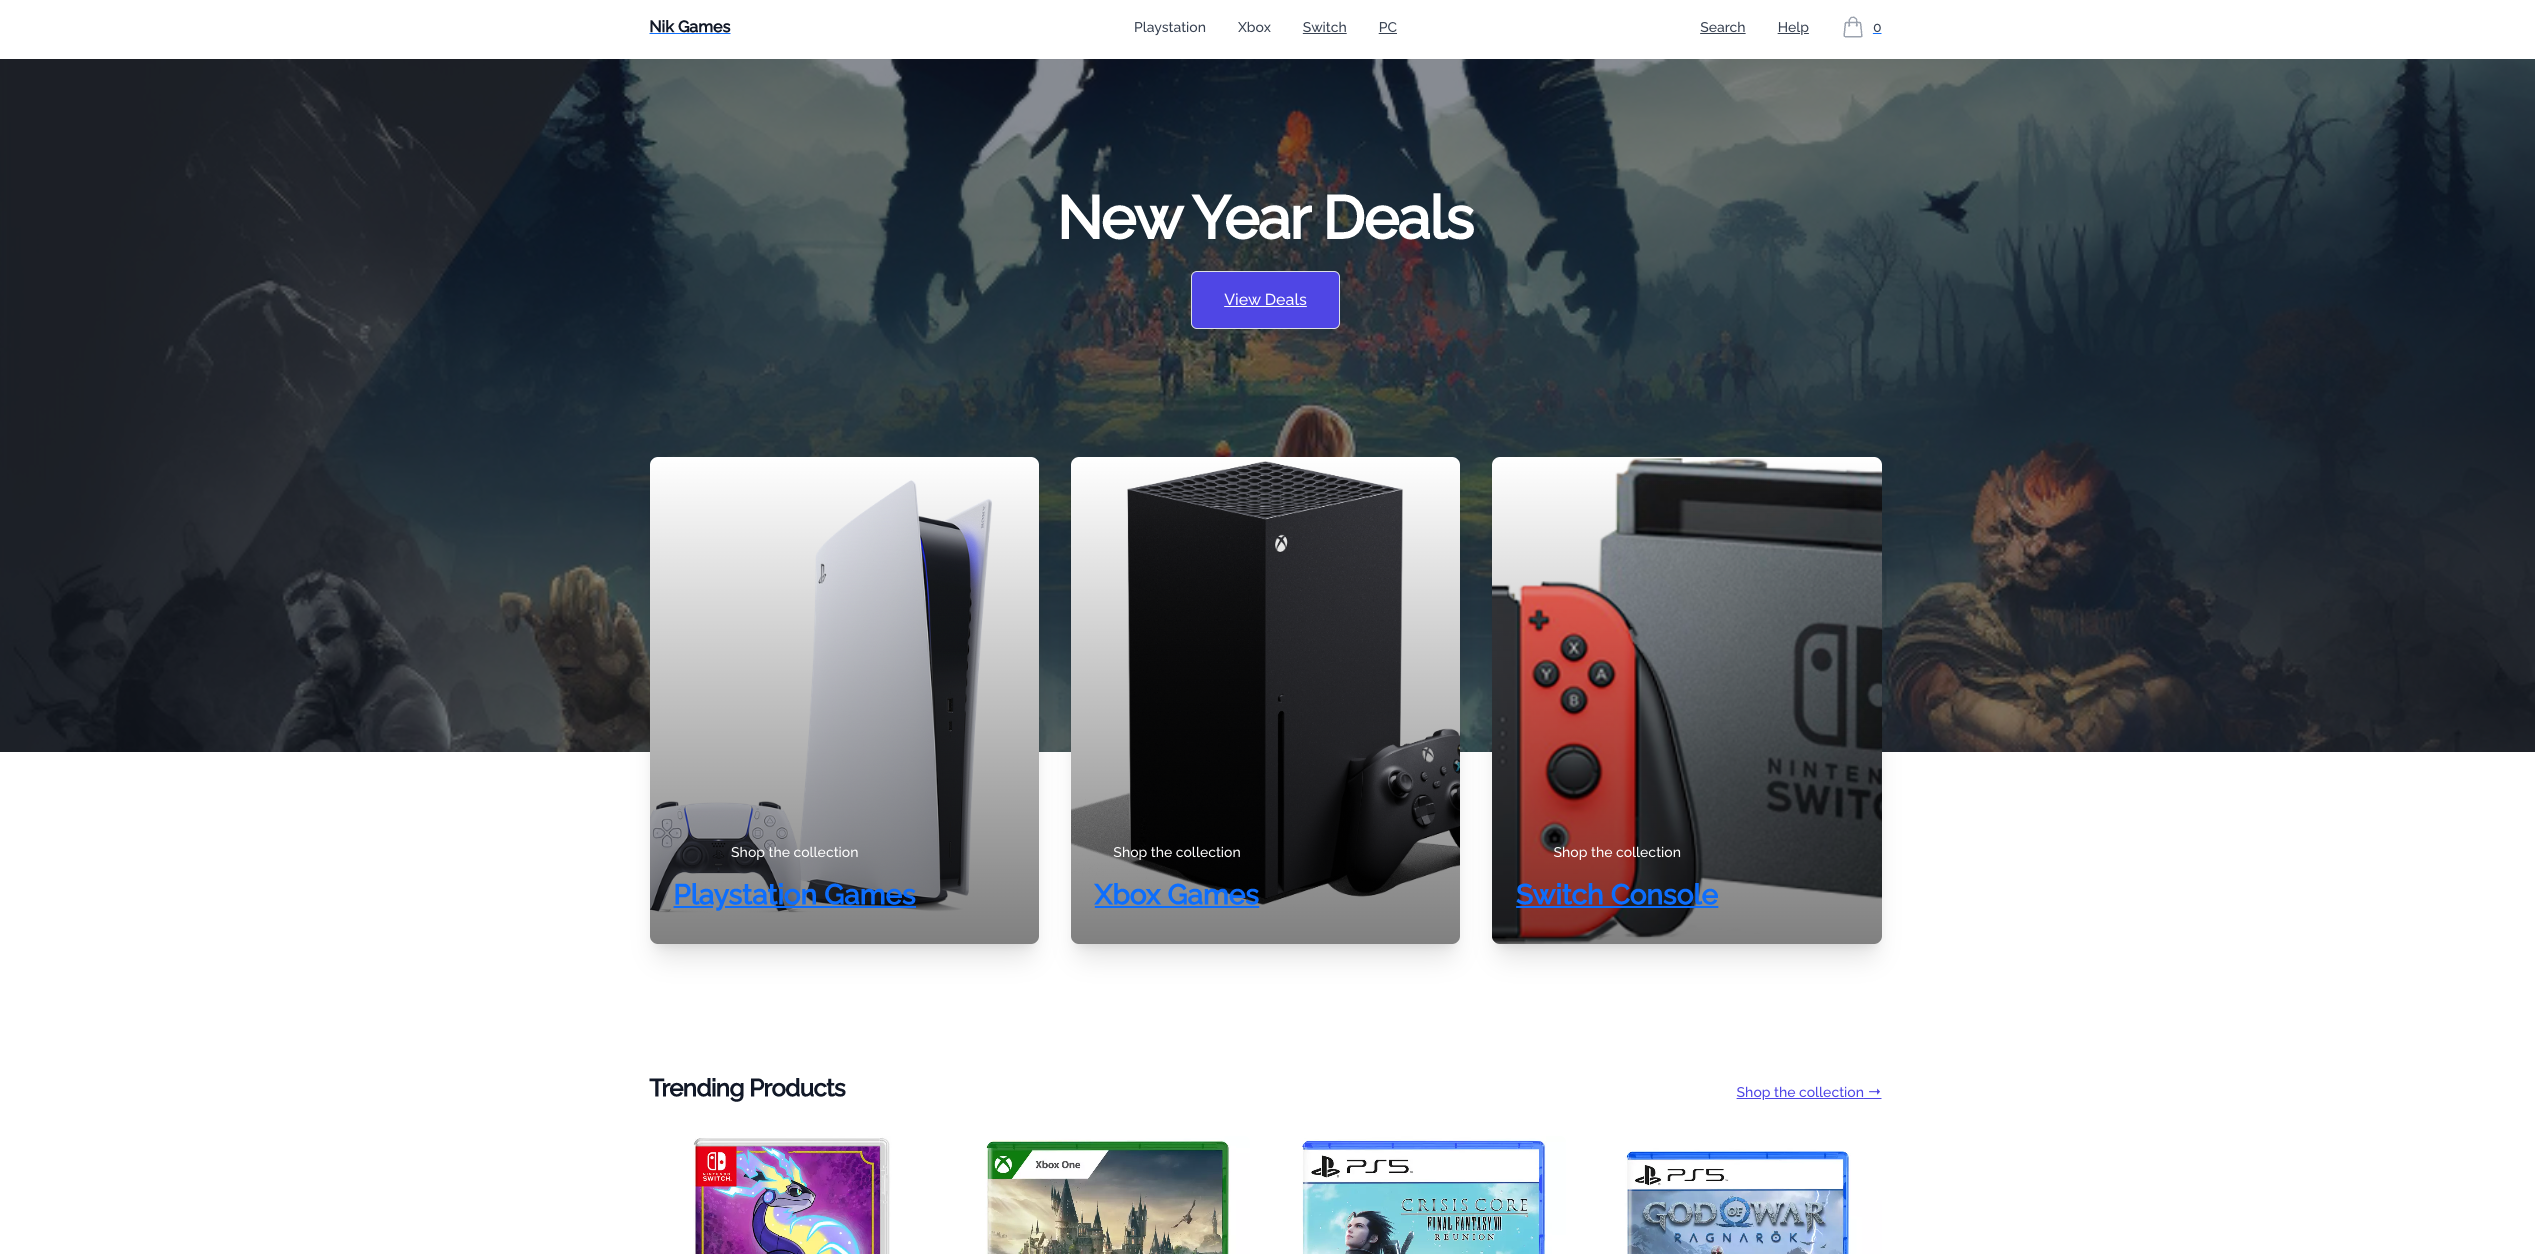 Nik Games
Playstation Xbox Switch PC
Search Help 0
New Year Deals
View Deals
X
Y A
B
NINTEN
SWITC
Shop the collection
Playstation Games
Shop the collection
Xbox Games
Shop the collection
Switch Console
Trending Products
Shop the collection →
NINTENDO
SWITCH
Xbox One
PS5
CRISIS CORE
FINAL FANTASY VII
REUNION
PS5
GOD OF WAR
RAGNARÖK